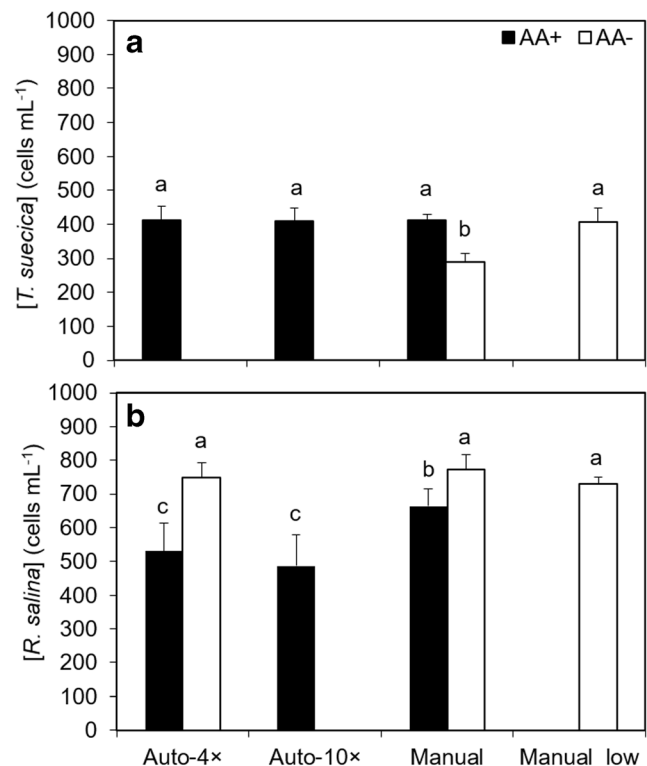 1000
a
AA+ AA-
900
800
700
600
500
400
300
200
100
0
[T. suecica] (cells mL-1)
a
a
a
b
a
1000
b
900
800
700
600
500
400
300
200
100
0
[R. salina] (cells mL-1)
c
a
c
b
a
a
Auto-4× Auto-10× Manual Manual low